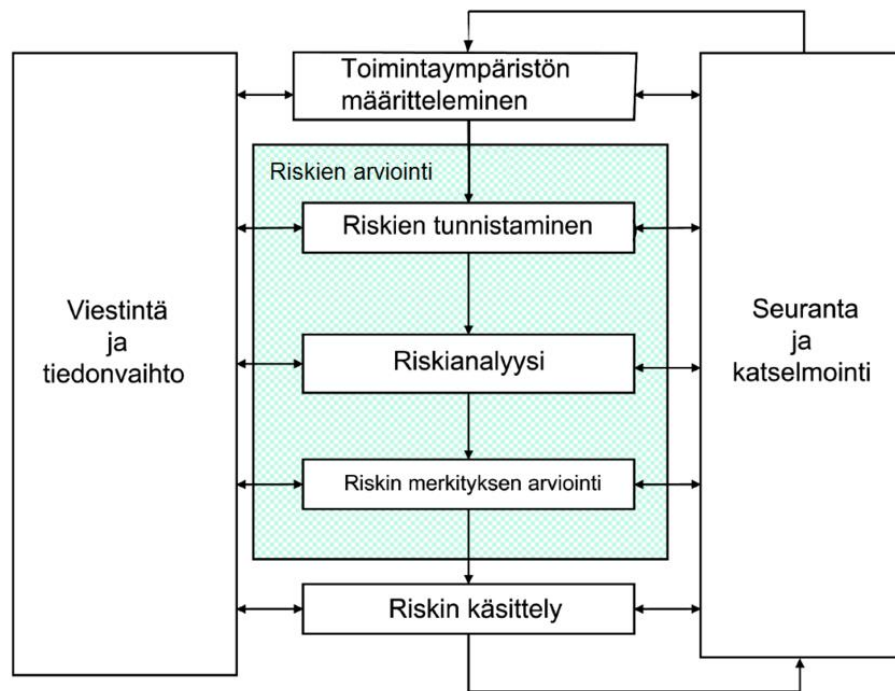 Toimintaympäristön
määritteleminen
Riskien arviointi
Riskien tunnistaminen
Viestintä
ja
tiedonvaihto
Riskianalyysi
Seuranta
ja
katselmointi
Riskin merkityksen arviointi
Riskin käsittely